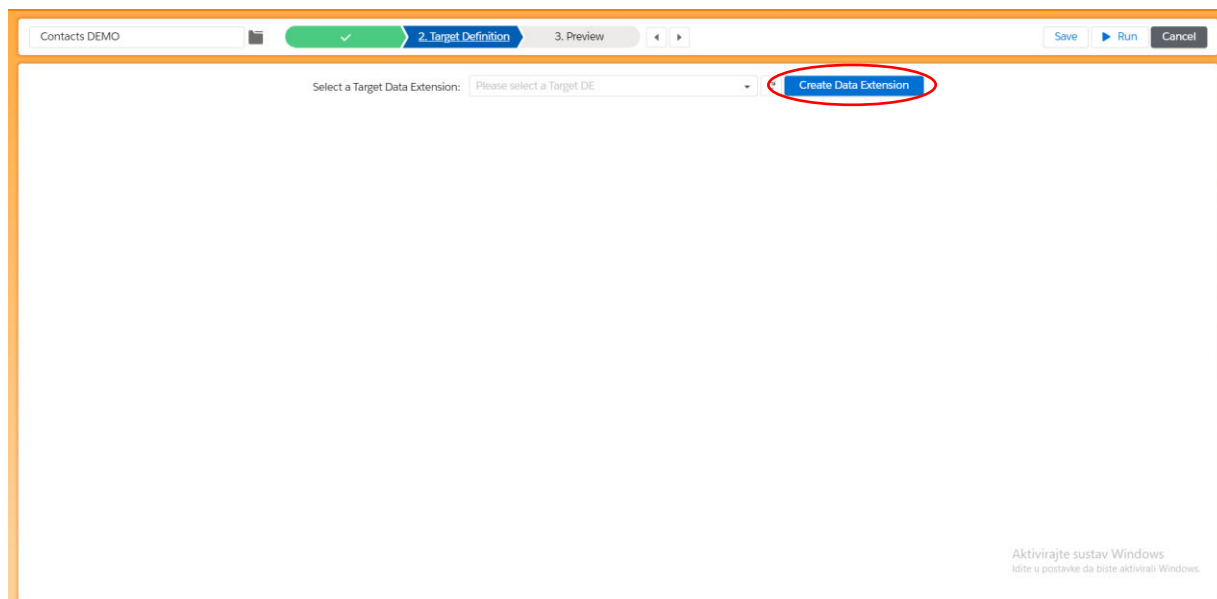 Contacts DEMO
2. Target Definition
3. Preview
Save
Run
Cancel
Select a Target Data Extension:
Please select a Target DE
Create Data Extension
Aktivirajte sustav Windows
Idite u postavke da biste aktivirali Windows.